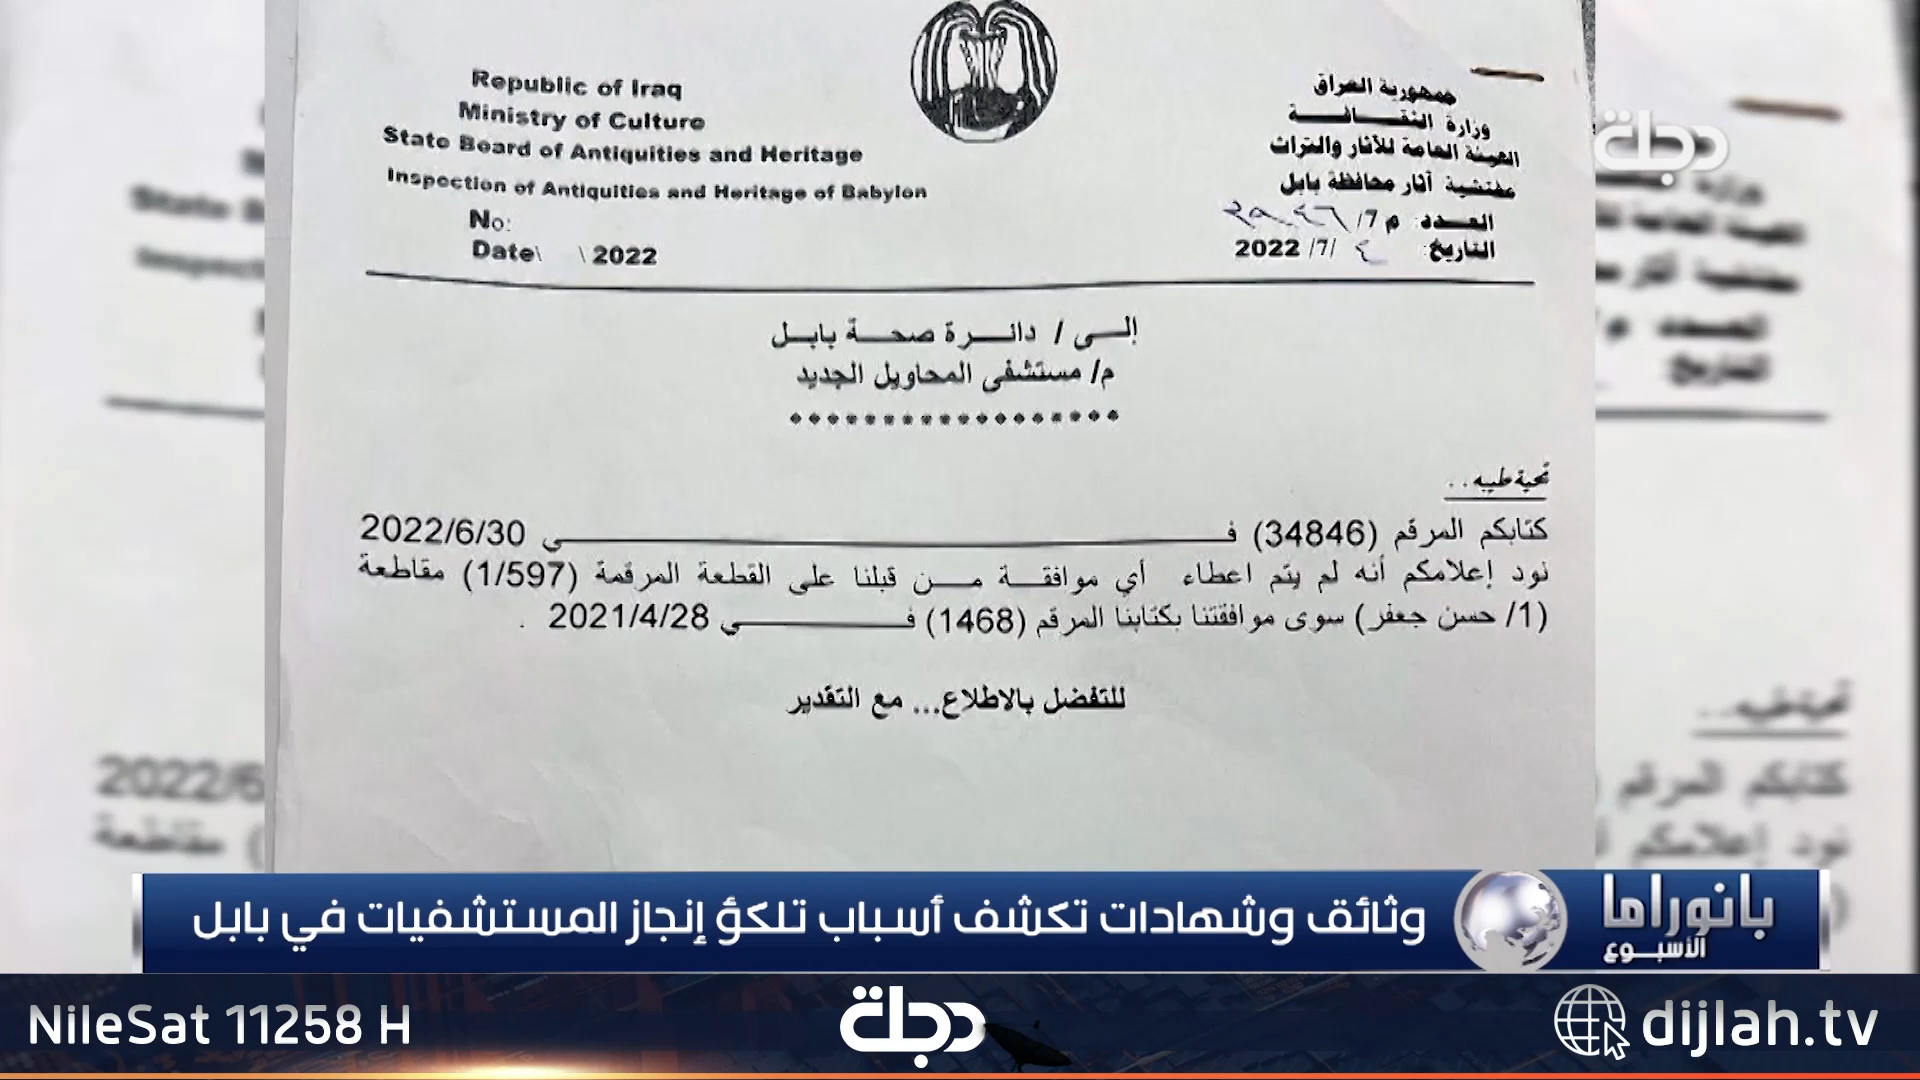 Republic of Iraq
Ministry of Culture
State Board of Antiquities and Heritage
Inspection of Antiquities and Heritage of Babylon
No:
Date\ \ 2022
جمهورية العراق
وزارة الثقافة
الهيئة العامة للآثار والتراث
مفتشية آثار محافظة بابل
العدد: م 7/
التاريخ: ٤ /7/ 2022
دجلة
إلى / دائرة صحة بابل
م/ مستشفى المحاويل الجديد
******************
تحية طيبه..
كتابكم المرقم (34846) في 2022/6/30
نود إعلامكم أنه لم يتم اعطاء أي موافقة من قبلنا على القطعة المرقمة (1/597) مقاطعة
(1/ حسن جعفر) سوى موافقتنا بكتابنا المرقم (1468) في 2021/4/28 .
للتفضل بالاطلاع... مع التقدير
بانوراما
الأسبوع
وثائق وشهادات تكشف أسباب تلكؤ إنجاز المستشفيات في بابل
NileSat 11258 H
دجلة
dijlah.tv